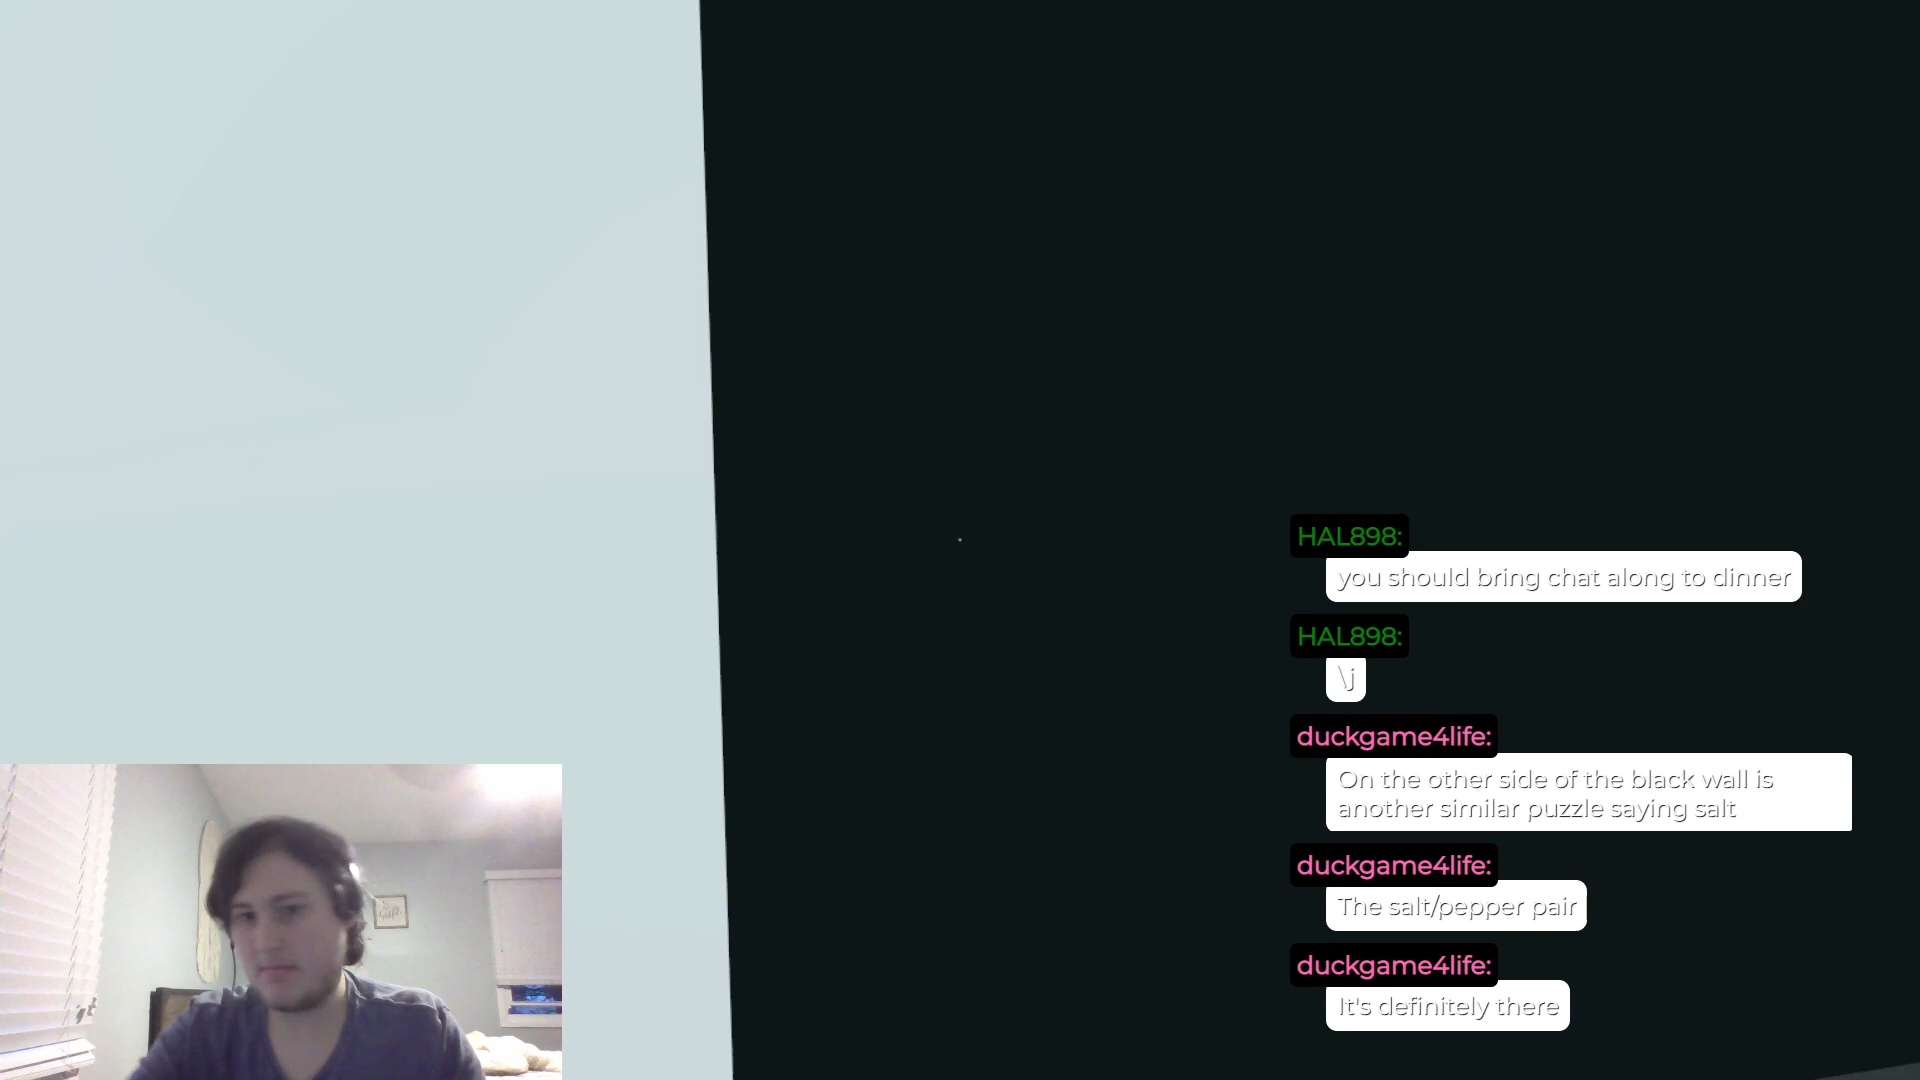 HAL898:
you should bring chat along to dinner
HAL898:
\j
duckgame4life:
On the other side of the black wall is
another similar puzzle saying salt
duckgame4life:
The salt/pepper pair
duckgame4life:
It's definitely there